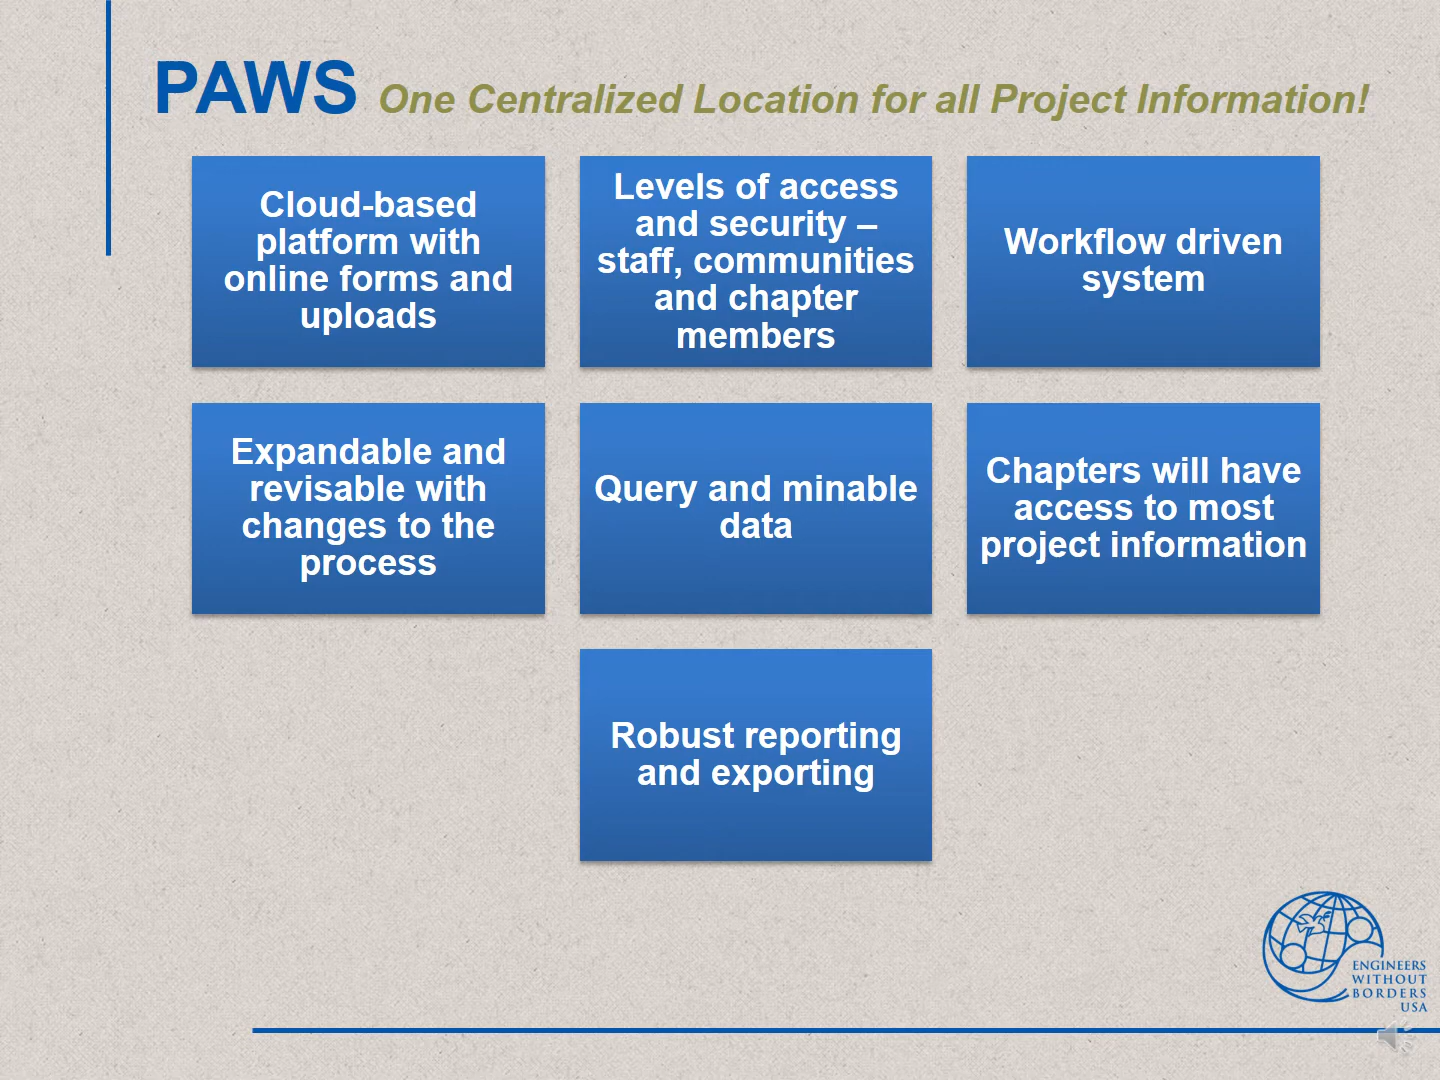 PAWS One Centralized Location for all Project Information!
Cloud-based
platform with
online forms and
uploads
Levels of access
and security –
staff, communities
and chapter
members
Workflow driven
system
Expandable and
revisable with
changes to the
process
Query and minable
data
Chapters will have
access to most
project information
Robust reporting
and exporting
ENGINEERS
WITHOUT
BORDERS
USA